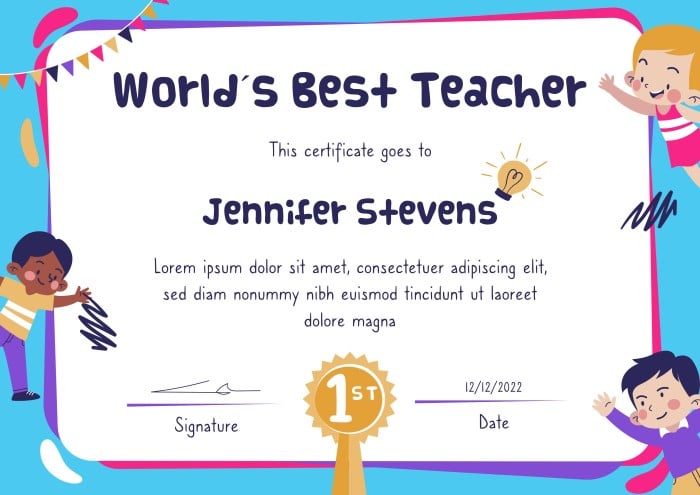 World´s Best Teacher
This certificate goes to
Jennifer Stevens
Lorem ipsum dolor sit amet, consectetuer adipiscing elit,
sed diam nonummy nibh euismod tincidunt ut laoreet
dolore magna
1ST
12/12/2022
Signature
Date